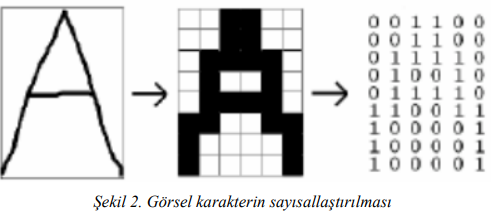 A
0 0 1 1 0 0
0 0 1 1 0 0
0 1 1 1 1 0
0 1 0 0 1 0
0 1 1 1 1 0
1 1 0 0 1 1
1 0 0 0 0 1
1 0 0 0 0 1
1 0 0 0 0 1
Şekil 2. Görsel karakterin sayısallaştırılması